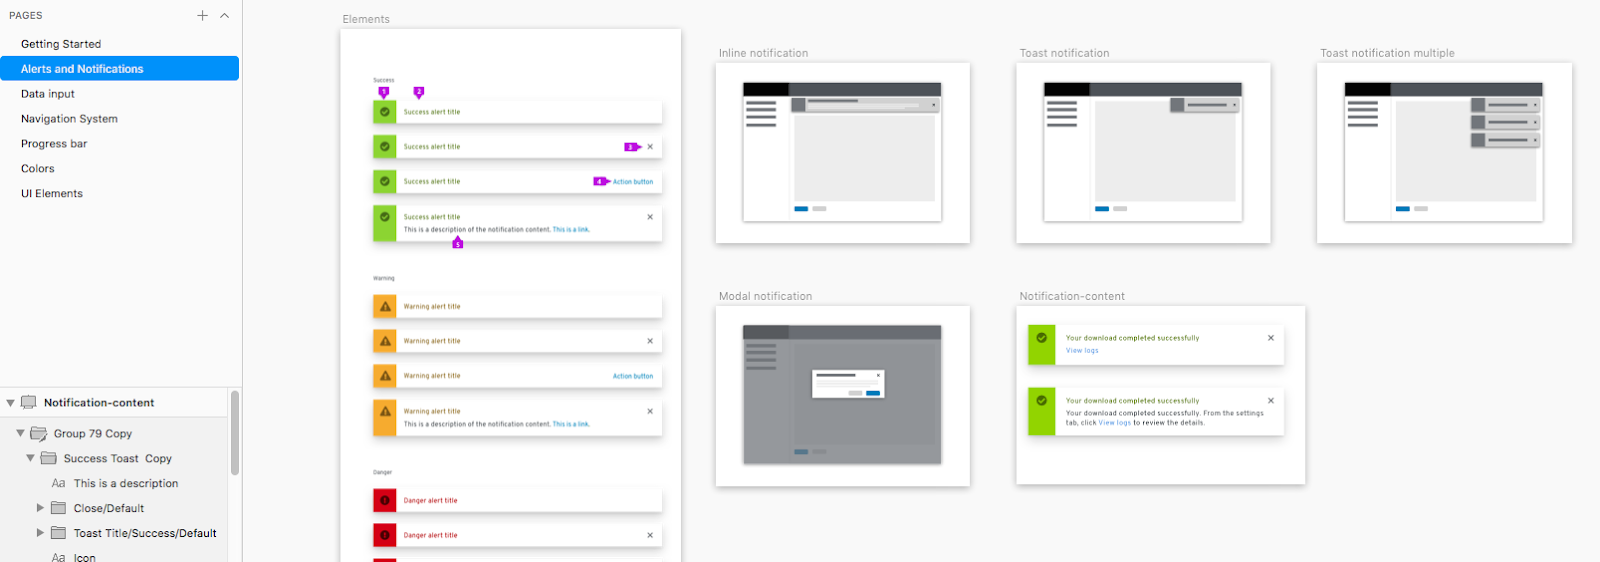 PAGES
Getting Started
Alerts and Notifications
Data input
Navigation System
Progress bar
Colors
UI Elements
Notification-content
Group 79 Copy
Success Toast Copy
Aa This is a description
Close/Default
Toast Title/Success/Default
Aa Icon
Elements
Success
1 2
Success alert title
Success alert title
3
Success alert title
4 Action button
Success alert title
This is a description of the notification content. This is a link.
5
Warning
Warning alert title
Warning alert title
Warning alert title
Action button
Warning alert title
This is a description of the notification content. This is a link.
Danger
Danger alert title
Danger alert title
Inline notification
Toast notification
Toast notification multiple
Modal notification
Notification-content
Your download completed successfully
View logs
Your download completed successfully
Your download completed successfully. From the settings
tab, click View logs to review the details.